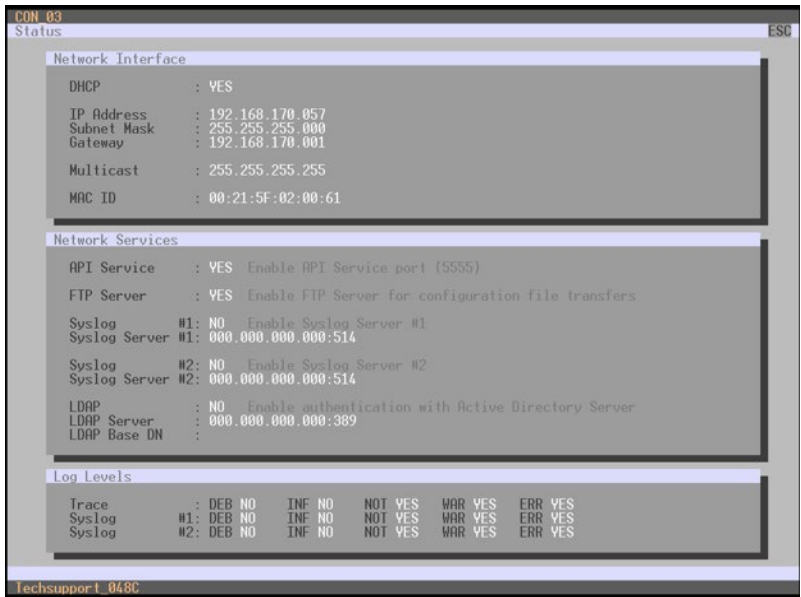 CON_03
Status ESC
Network Interface
DHCP : YES
IP Address : 192.168.170.057
Subnet Mask : 255.255.255.000
Gateway : 192.168.170.001
Multicast : 255.255.255.255
MAC ID : 00:21:5F:02:00:61
Network Services
API Service : YES Enable API Service port (5555)
FTP Server : YES Enable FTP Server for configuration file transfers
Syslog #1: NO Enable Syslog Server #1
Syslog Server #1: 000.000.000.000:514
Syslog #2: NO Enable Syslog Server #2
Syslog Server #2: 000.000.000.000:514
LDAP : NO Enable authentication with Active Directory Server
LDAP Server : 000.000.000.000:389
LDAP Base DN :
Log Levels
Trace : DEB NO INF NO NOT YES WAR YES ERR YES
Syslog #1: DEB NO INF NO NOT YES WAR YES ERR YES
Syslog #2: DEB NO INF NO NOT YES WAR YES ERR YES
Techsupport_048C